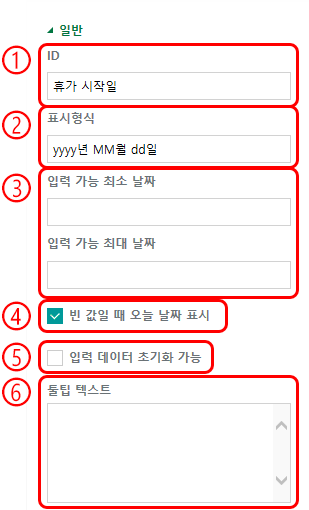 일반
① ID
휴가 시작일
② 표시형식
yyyy년 MM월 dd일
③ 입력 가능 최소 날짜
입력 가능 최대 날짜
④ 빈 값일 때 오늘 날짜 표시
⑤ 입력 데이터 초기화 가능
⑥ 툴팁 텍스트